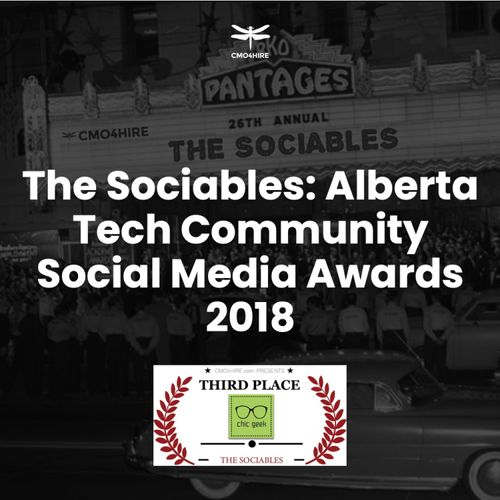 CMO4HIRE
RKO
PANTAGES
CMO4HIRE
26TH ANNUAL
THE SOCIABLES
The Sociables: Alberta
Tech Community
Social Media Awards
2018
★ CMO4HIRE.com PRESENTS ★
THIRD PLACE
chic geek
THE SOCIABLES